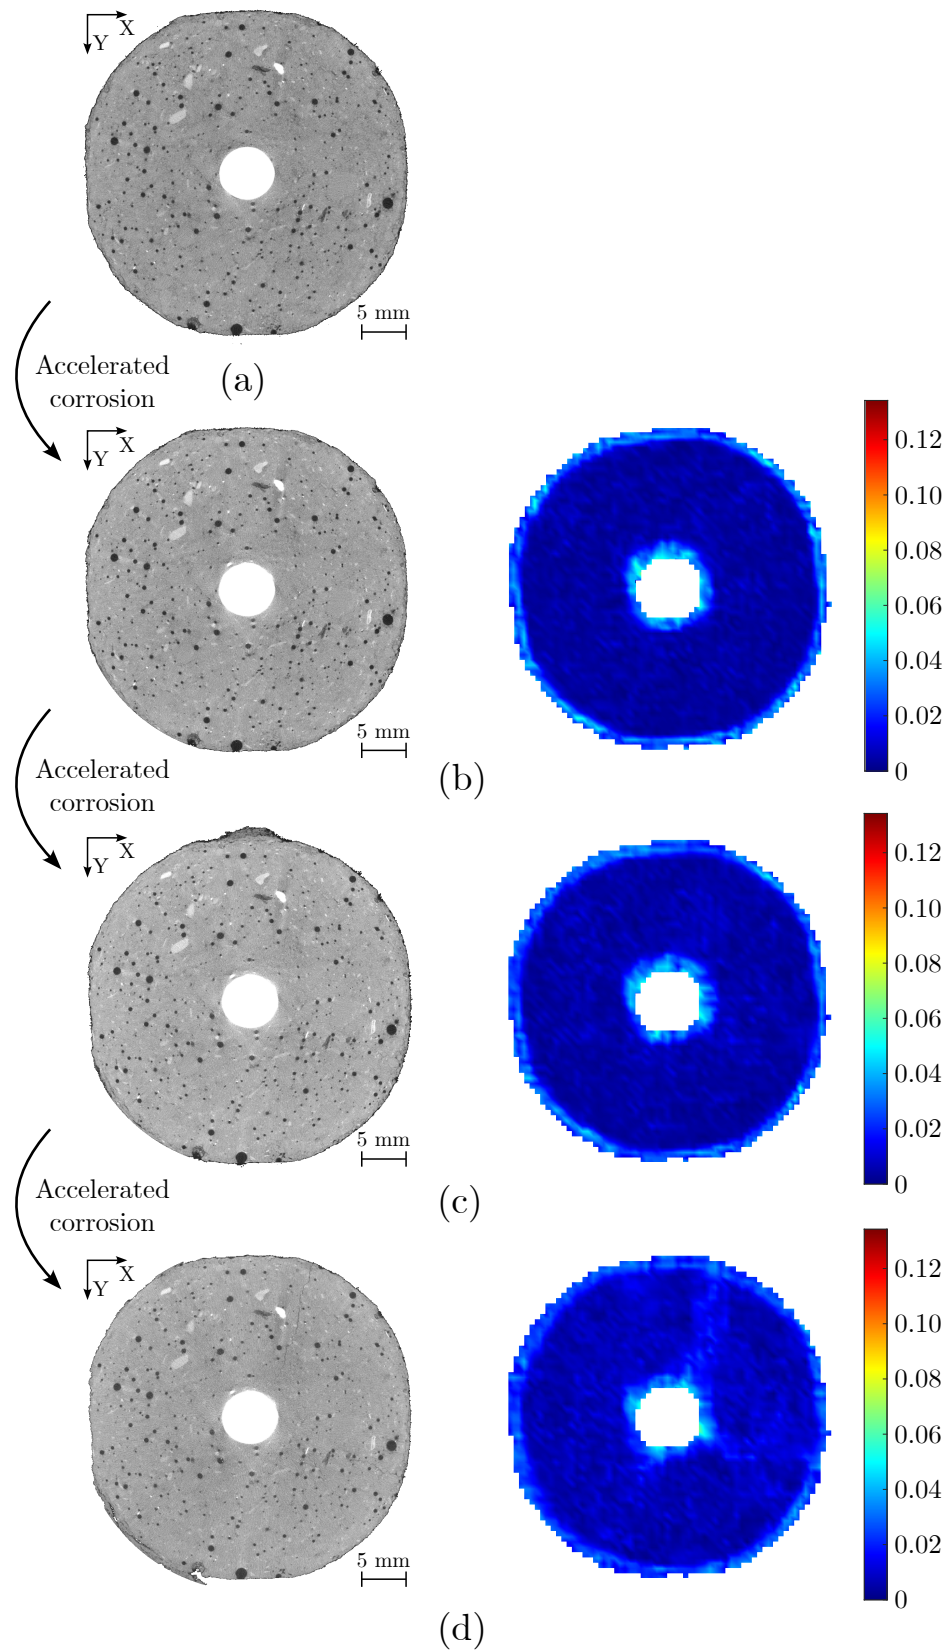 X
Y
5 mm
Accelerated
corrosion
(a)
X
Y
5 mm
0.12
0.10
0.08
0.06
0.04
0.02
0
(b)
Accelerated
corrosion
X
Y
5 mm
0.12
0.10
0.08
0.06
0.04
0.02
0
(c)
Accelerated
corrosion
X
Y
5 mm
0.12
0.10
0.08
0.06
0.04
0.02
0
(d)